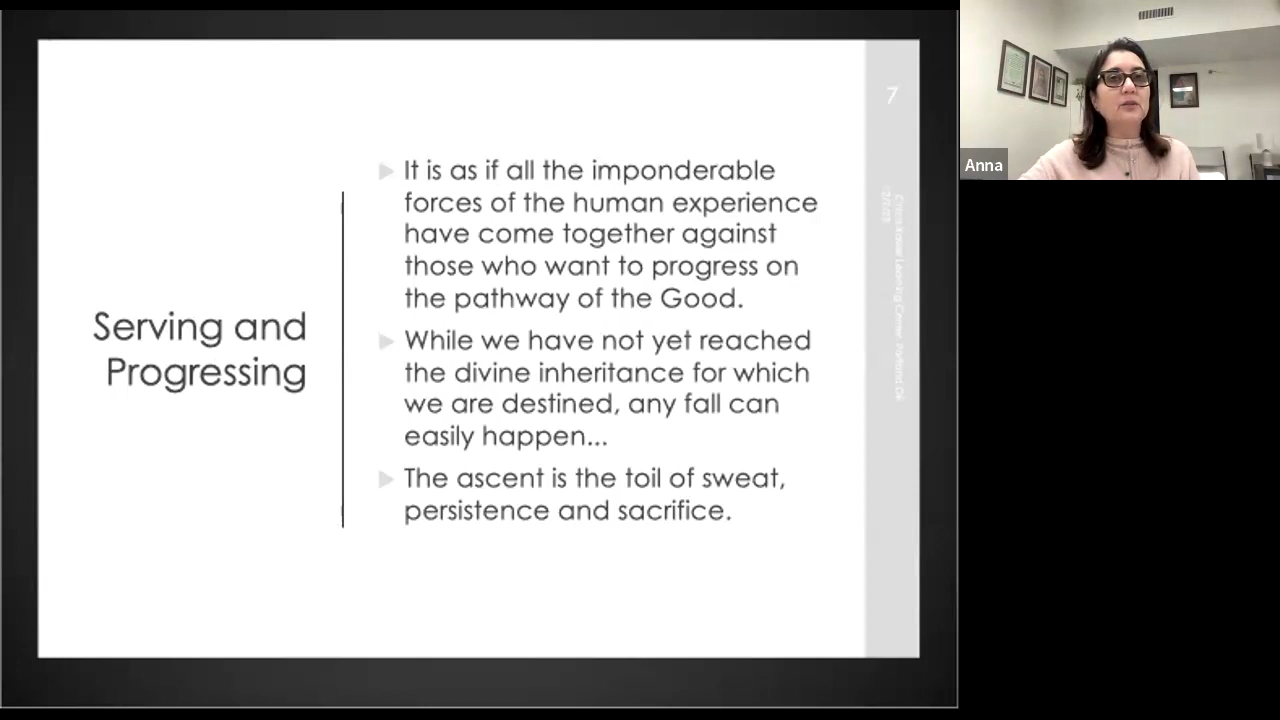 7
Serving and
Progressing
It is as if all the imponderable
forces of the human experience
have come together against
those who want to progress on
the pathway of the Good.
While we have not yet reached
the divine inheritance for which
we are destined, any fall can
easily happen...
The ascent is the toil of sweat,
persistence and sacrifice.
Learning Center
Anna